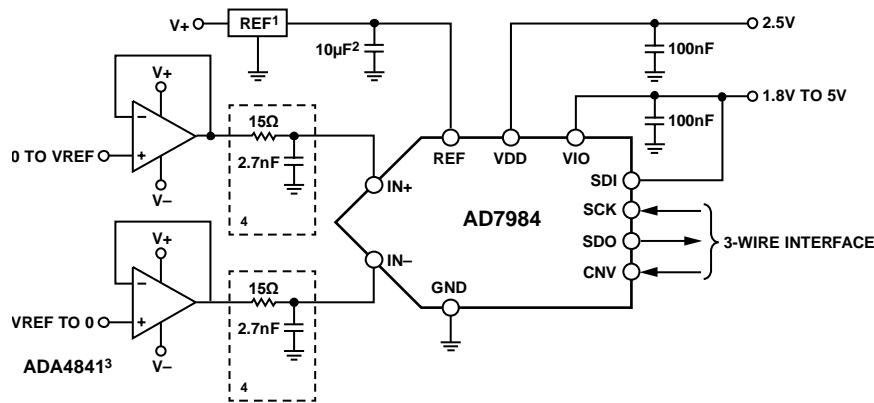 V+
REF1
10µF2
100nF
2.5V
V+
–
+
0 TO VREF
V–
15Ω
2.7nF
4
100nF
1.8V TO 5V
REF
VDD
VIO
SDI
IN+
AD7984
SCK
SDO
CNV
3-WIRE INTERFACE
IN–
GND
V+
–
+
VREF TO 0
V–
15Ω
2.7nF
4
ADA48413